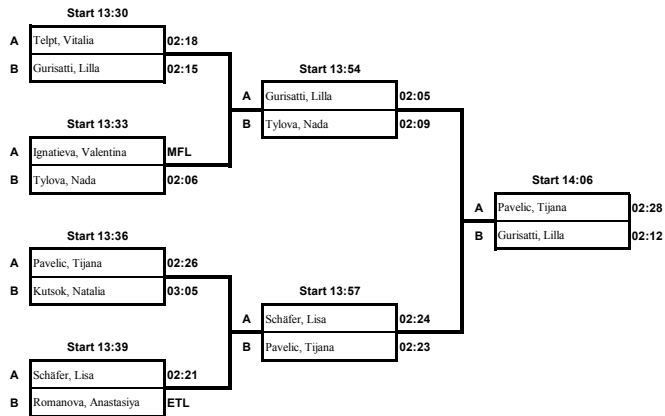 Start 13:30
A Telpt, Vitalia 02:18
B Gurisatti, Lilla 02:15
Start 13:33
A Ignatieva, Valentina MFL
B Tylova, Nada 02:06
Start 13:36
A Pavelic, Tijana 02:26
B Kutsok, Natalia 03:05
Start 13:39
A Schäfer, Lisa 02:21
B Romanova, Anastasiya ETL
Start 13:54
A Gurisatti, Lilla 02:05
B Tylova, Nada 02:09
Start 13:57
A Schäfer, Lisa 02:24
B Pavelic, Tijana 02:23
Start 14:06
A Pavelic, Tijana 02:28
B Gurisatti, Lilla 02:12